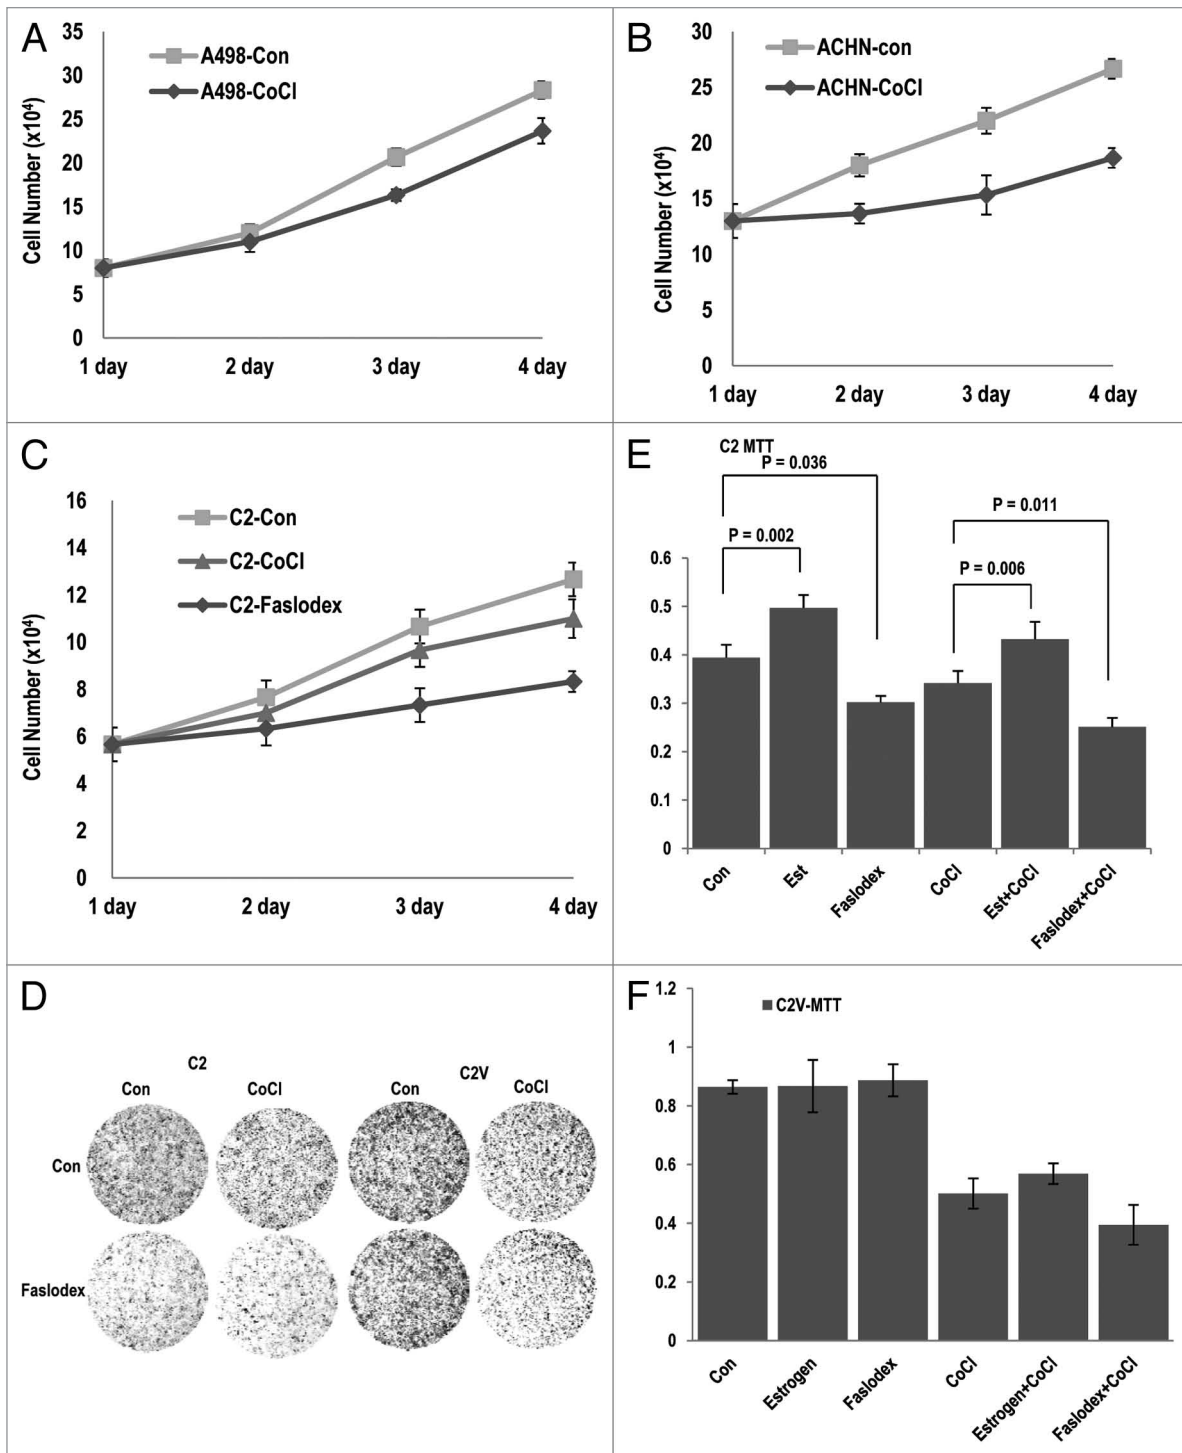 A
A498-Con
A498-CoCl
Cell Number (x10⁴)
35
30
25
20
15
10
5
0
1 day 2 day 3 day 4 day
B
ACHN-con
ACHN-CoCl
Cell Number (x10⁴)
30
25
20
15
10
5
0
1 day 2 day 3 day 4 day
C
C2-Con
C2-CoCl
C2-Faslodex
Cell Number (x10⁴)
16
14
12
10
8
6
4
2
0
1 day 2 day 3 day 4 day
E
C2 MTT
P = 0.036
P = 0.002
P = 0.011
P = 0.006
0.6
0.5
0.4
0.3
0.2
0.1
0
Con Est Faslodex CoCl Est+CoCl Faslodex+CoCl
D
C2 C2V
Con CoCl Con CoCl
Con
Faslodex
F
C2V-MTT
1.2
1
0.8
0.6
0.4
0.2
0
Con Estrogen Faslodex CoCl Estrogen+CoCl Faslodex+CoCl